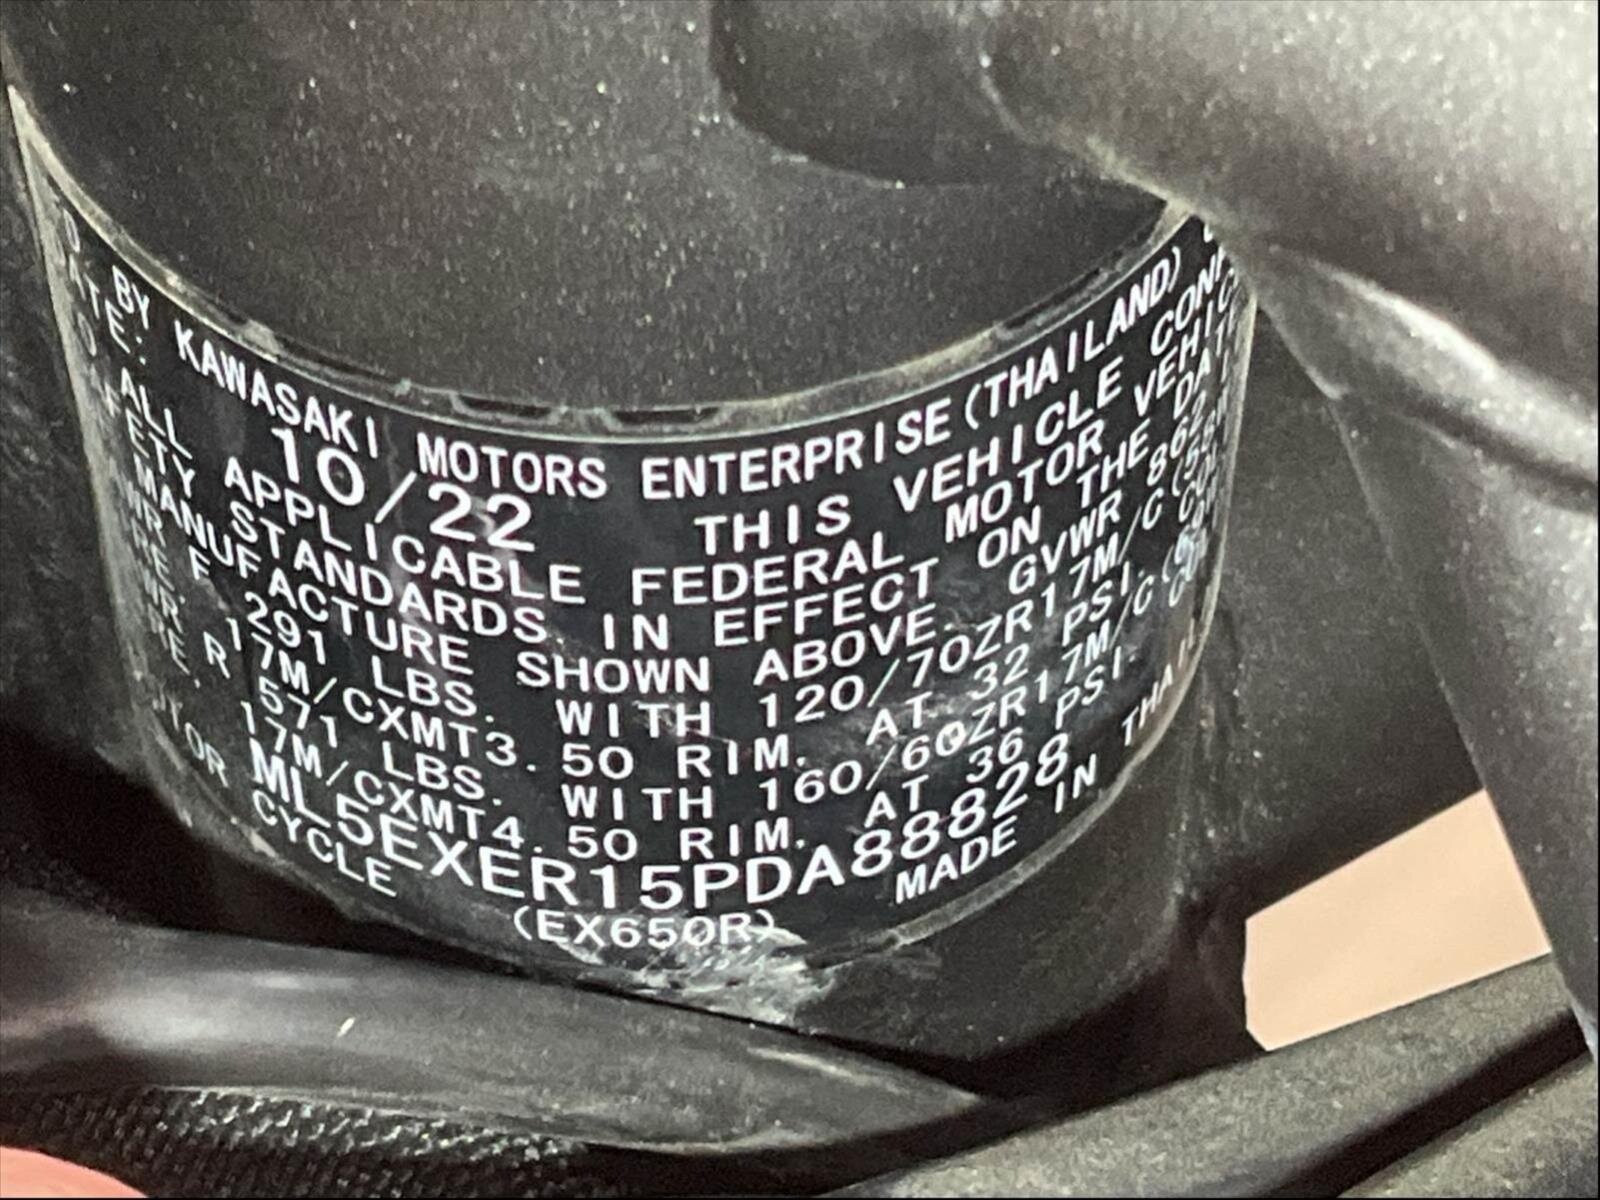 BY KAWASAKI MOTORS ENTERPRISE (THAILAND)
DATE: 10/22 THIS VEHICLE
ALL APPLICABLE FEDERAL MOTOR
STANDARDS IN EFFECT ON THE
MANUFACTURE SHOWN ABOVE. GVWR 862
F 291 LBS. WITH 120/70ZR17M/C
17M/CXMT3.50 RIM. AT 32 PSI.
R 571 LBS. WITH 160/60ZR17M/C
17M/CXMT4.50 RIM. AT 36 PSI.
ML5EXER15PDA88828
CYCLE (EX650R) MADE IN